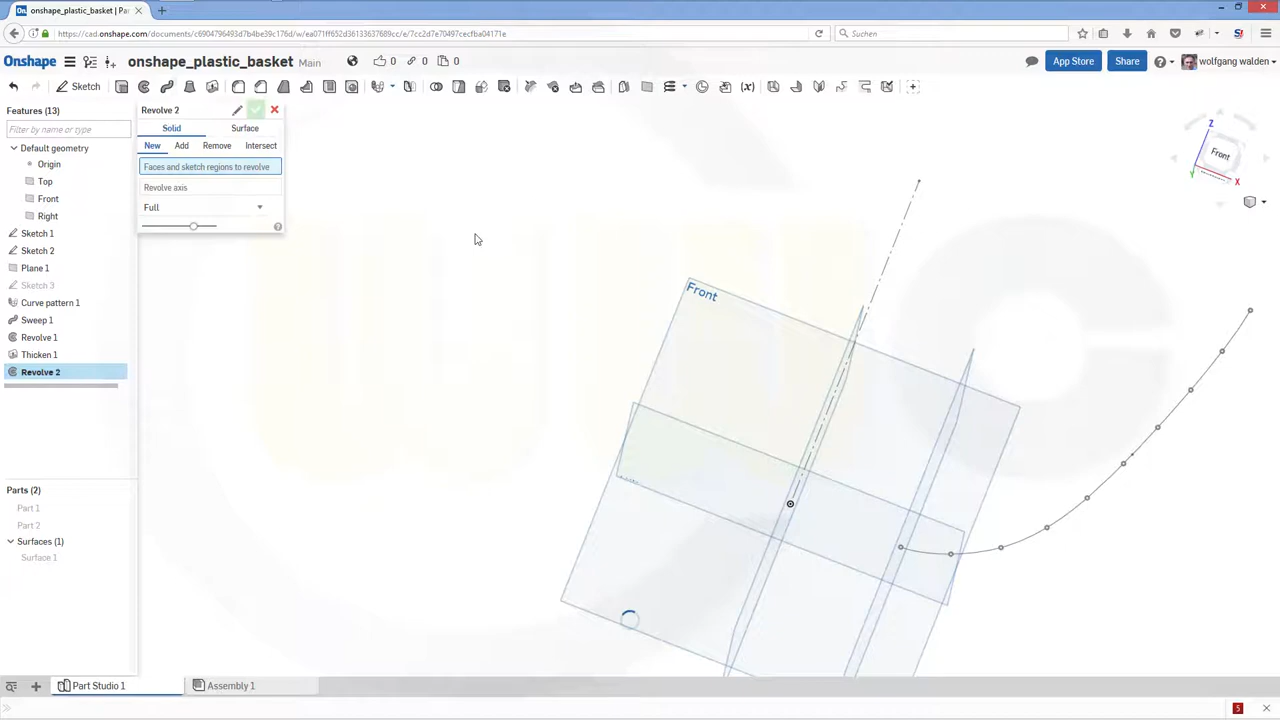 onshape_plastic_basket | Par
https://cad.onshape.com/documents/c6904796493d7b4be39c176d/w/ea071ff652d36133637689cc/e/7cc2d7e70497cecfba04171e
Suchen
Onshape
onshape_plastic_basket Main
0
0
0
App Store
Share
wolfgang walden
Sketch
Features (13)
Filter by name or type
Default geometry
Origin
Top
Front
Right
Sketch 1
Sketch 2
Plane 1
Sketch 3
Curve pattern 1
Sweep 1
Revolve 1
Thicken 1
Revolve 2
Parts (2)
Part 1
Part 2
Surfaces (1)
Surface 1
Revolve 2
Solid Surface
New Add Remove Intersect
Faces and sketch regions to revolve
Revolve axis
Full
Front
Z
Front
Y
X
Part Studio 1
Assembly 1
5